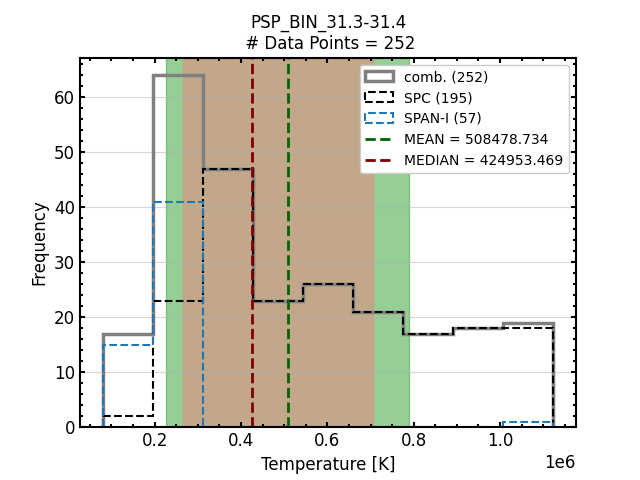 PSP_BIN_31.3-31.4
# Data Points = 252
comb. (252)
SPC (195)
SPAN-I (57)
MEAN = 508478.734
MEDIAN = 424953.469
Frequency
60
50
40
30
20
10
0
0.2 0.4 0.6 0.8 1.0
1e6
Temperature [K]